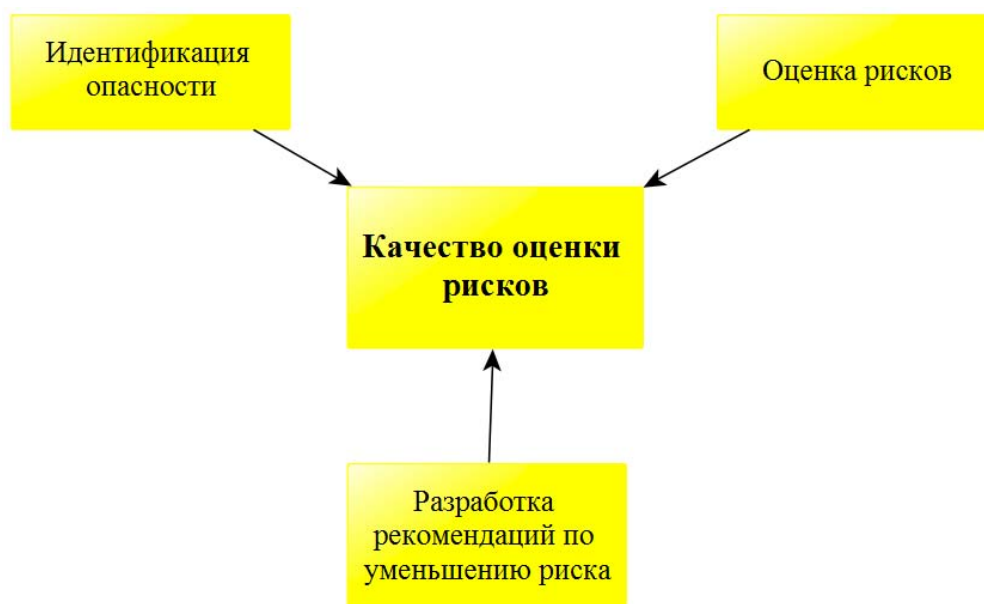 Идентификация
опасности
Оценка рисков
Качество оценки
рисков
Разработка
рекомендаций по
уменьшению риска